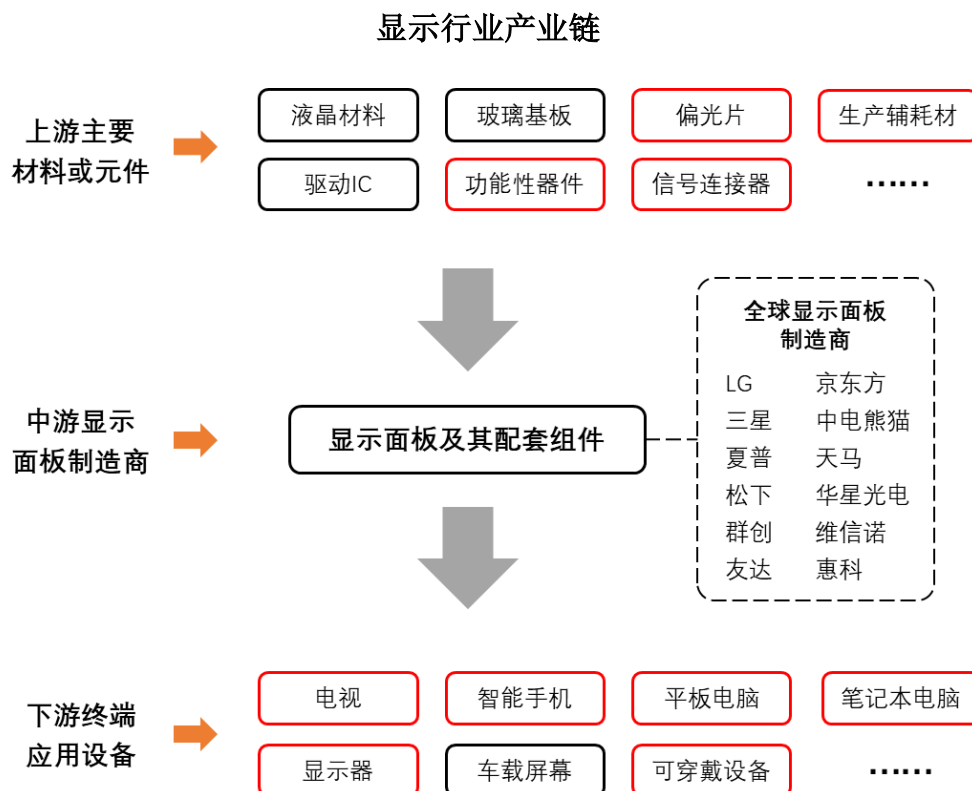 显示行业产业链
上游主要
材料或元件
液晶材料 玻璃基板 偏光片 生产辅耗材
驱动IC 功能性器件 信号连接器 ……
全球显示面板
制造商
LG 京东方
三星 中电熊猫
夏普 天马
松下 华星光电
群创 维信诺
友达 惠科
中游显示
面板制造商
显示面板及其配套组件
下游终端
应用设备
电视 智能手机 平板电脑 笔记本电脑
显示器 车载屏幕 可穿戴设备 ……